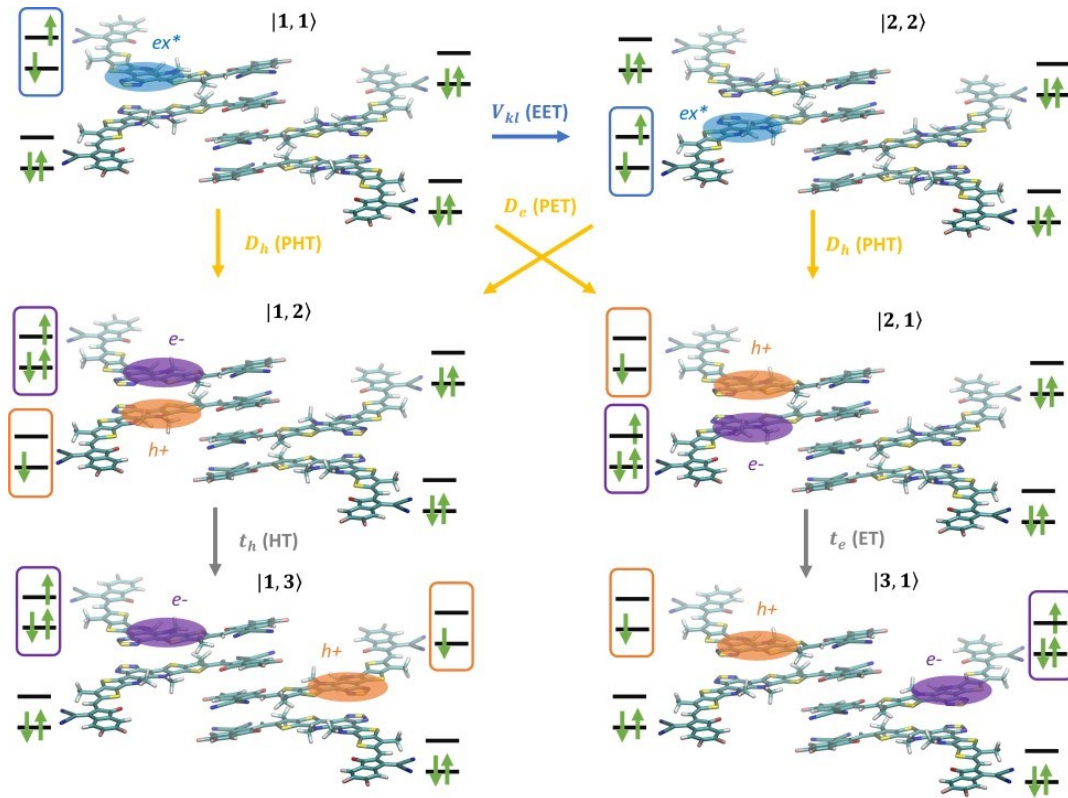 |1, 1⟩
|2, 2⟩
ex*
V_kl (EET)
ex*
D_e (PET)
D_h (PHT)
D_h (PHT)
|1, 2⟩
|2, 1⟩
e-
h+
h+
e-
t_h (HT)
t_e (ET)
|1, 3⟩
|3, 1⟩
e-
h+
h+
e-